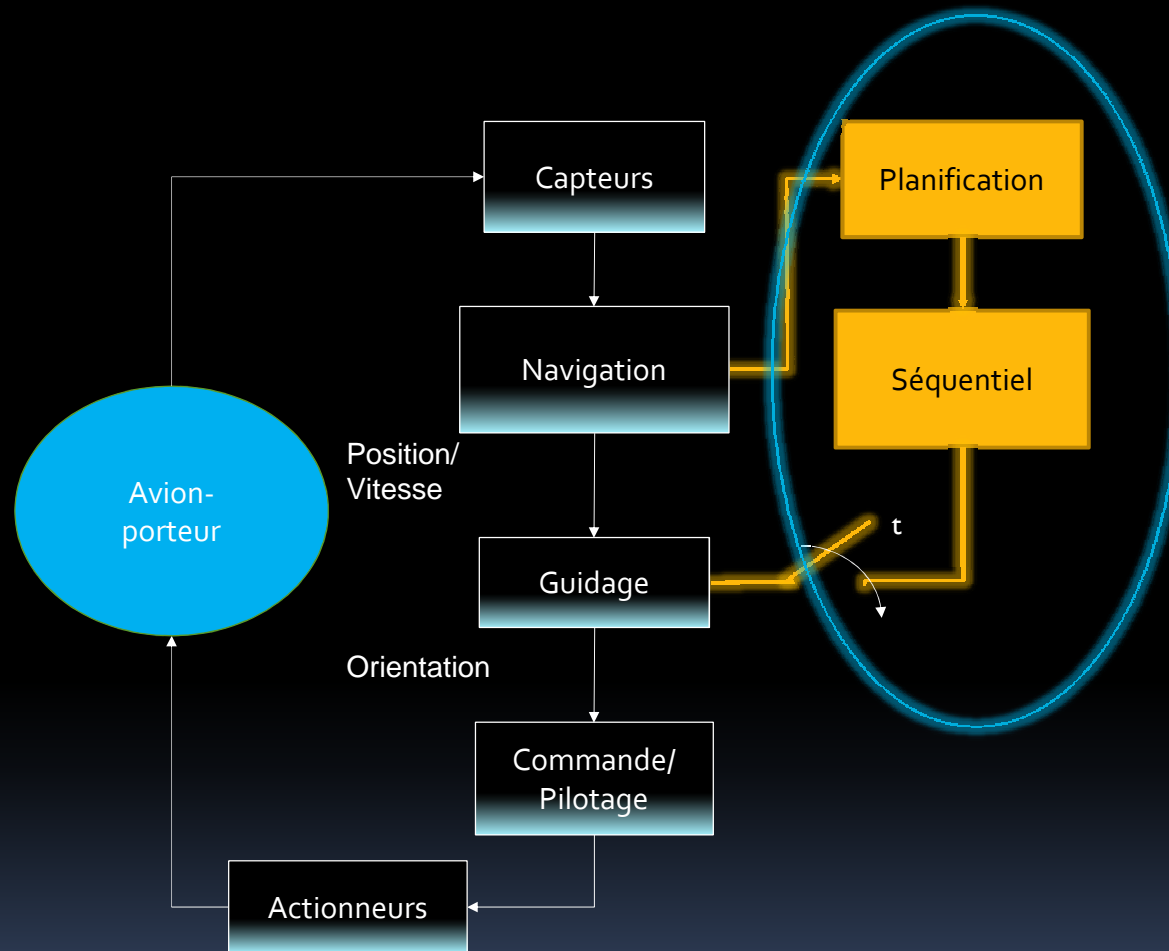 Capteurs
Planification
Navigation
Séquentiel
Position/
Vitesse
Avion-
porteur
t
Guidage
Orientation
Commande/
Pilotage
Actionneurs